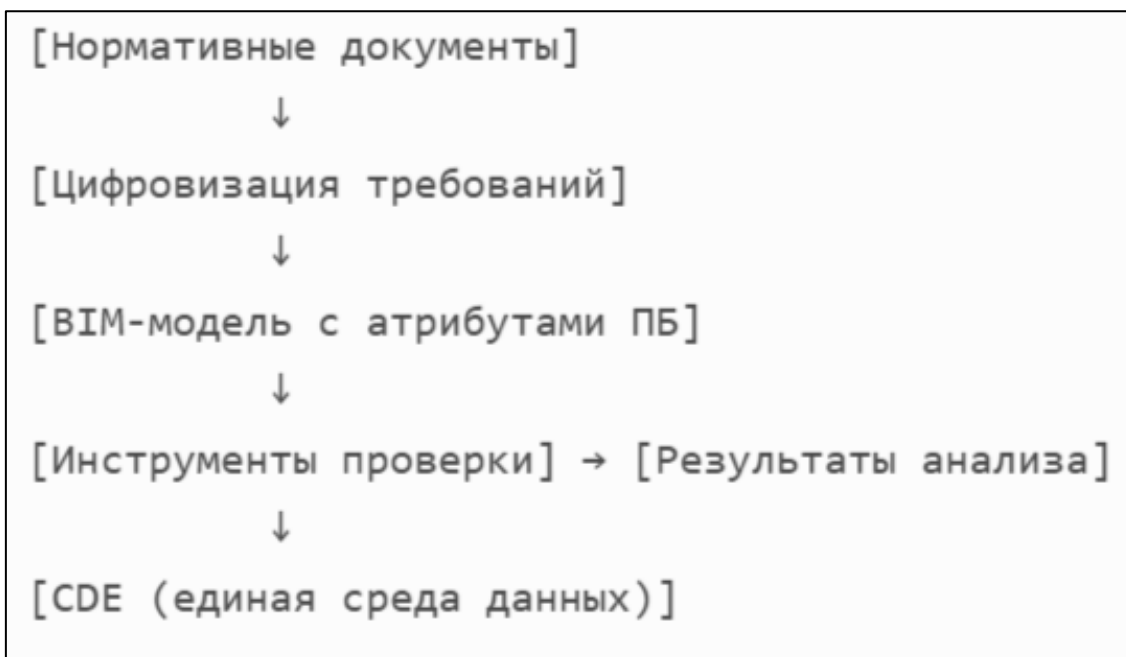 [Нормативные документы]
↓
[Цифровизация требований]
↓
[BIM-модель с атрибутами ПБ]
↓
[Инструменты проверки] → [Результаты анализа]
↓
[CDE (единая среда данных)]